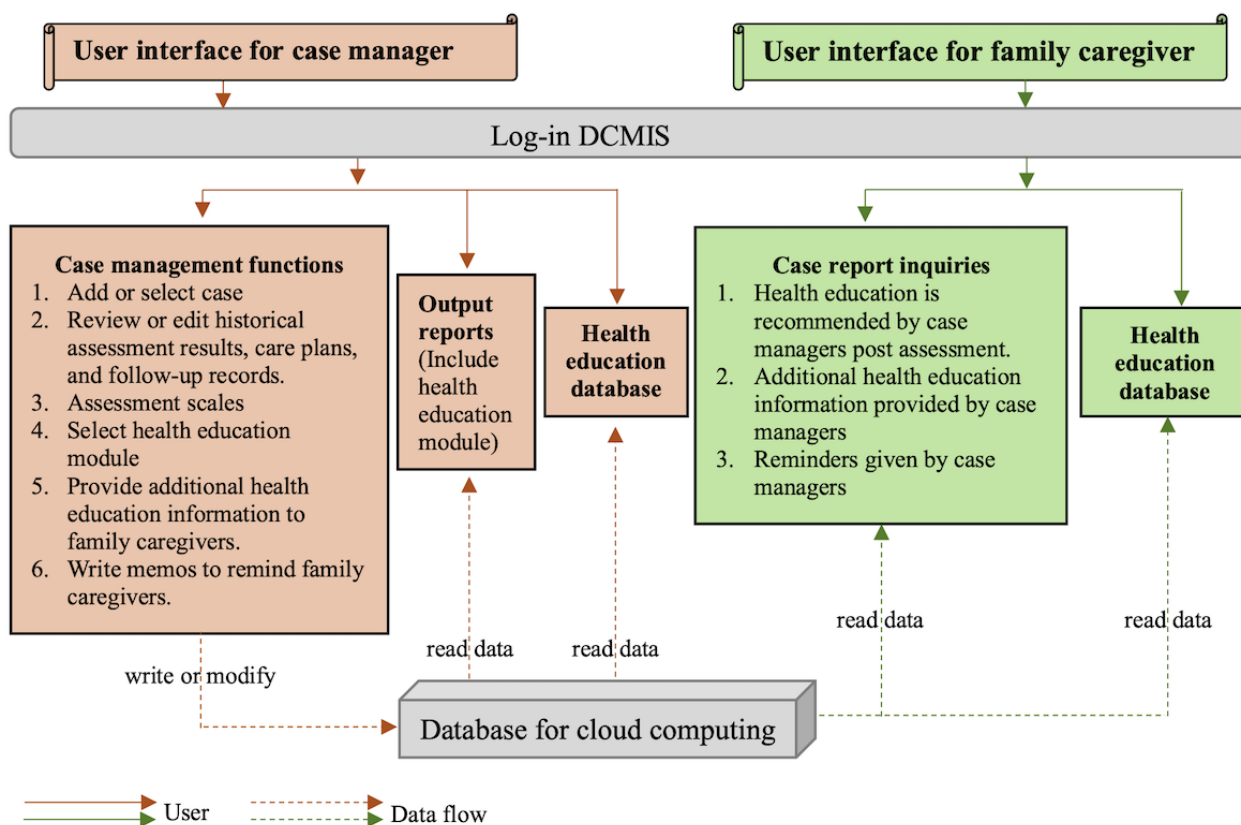 User interface for case manager
User interface for family caregiver
Log-in DCMIS
Case management functions
1. Add or select case
2. Review or edit historical
assessment results, care plans,
and follow-up records.
3. Assessment scales
4. Select health education
module
5. Provide additional health
education information to
family caregivers.
6. Write memos to remind family
caregivers.
Output
reports
(Include
health
education
module)
Health
education
database
Case report inquiries
1. Health education is
recommended by case
managers post assessment.
2. Additional health education
information provided by case
managers
3. Reminders given by case
managers
Health
education
database
write or modify
read data
read data
read data
read data
Database for cloud computing
User
Data flow